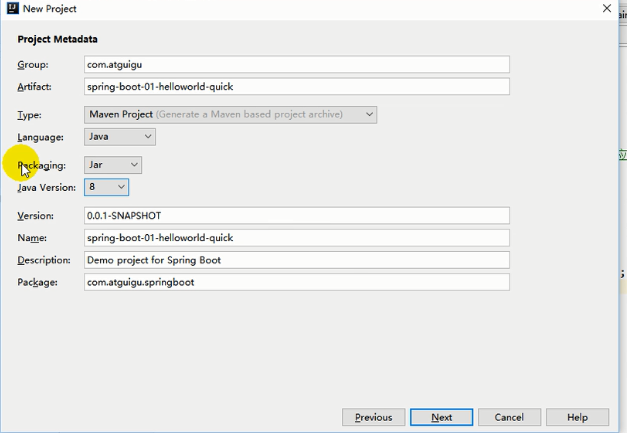 New Project
Project Metadata
Group: com.atguigu
Artifact: spring-boot-01-helloworld-quick
Type: Maven Project (Generate a Maven based project archive)
Language: Java
Packaging: Jar
Java Version: 8
Version: 0.0.1-SNAPSHOT
Name: spring-boot-01-helloworld-quick
Description: Demo project for Spring Boot
Package: com.atguigu.springboot
Previous Next Cancel Help